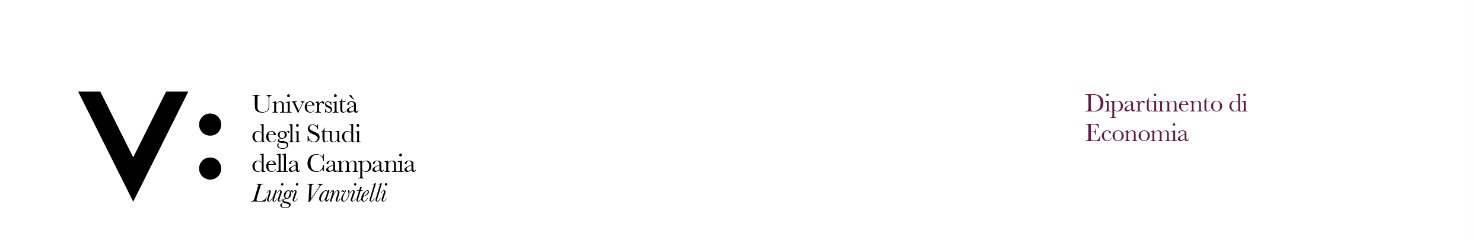 V:
Università
degli Studi
della Campania
Luigi Vanvitelli
Dipartimento di
Economia